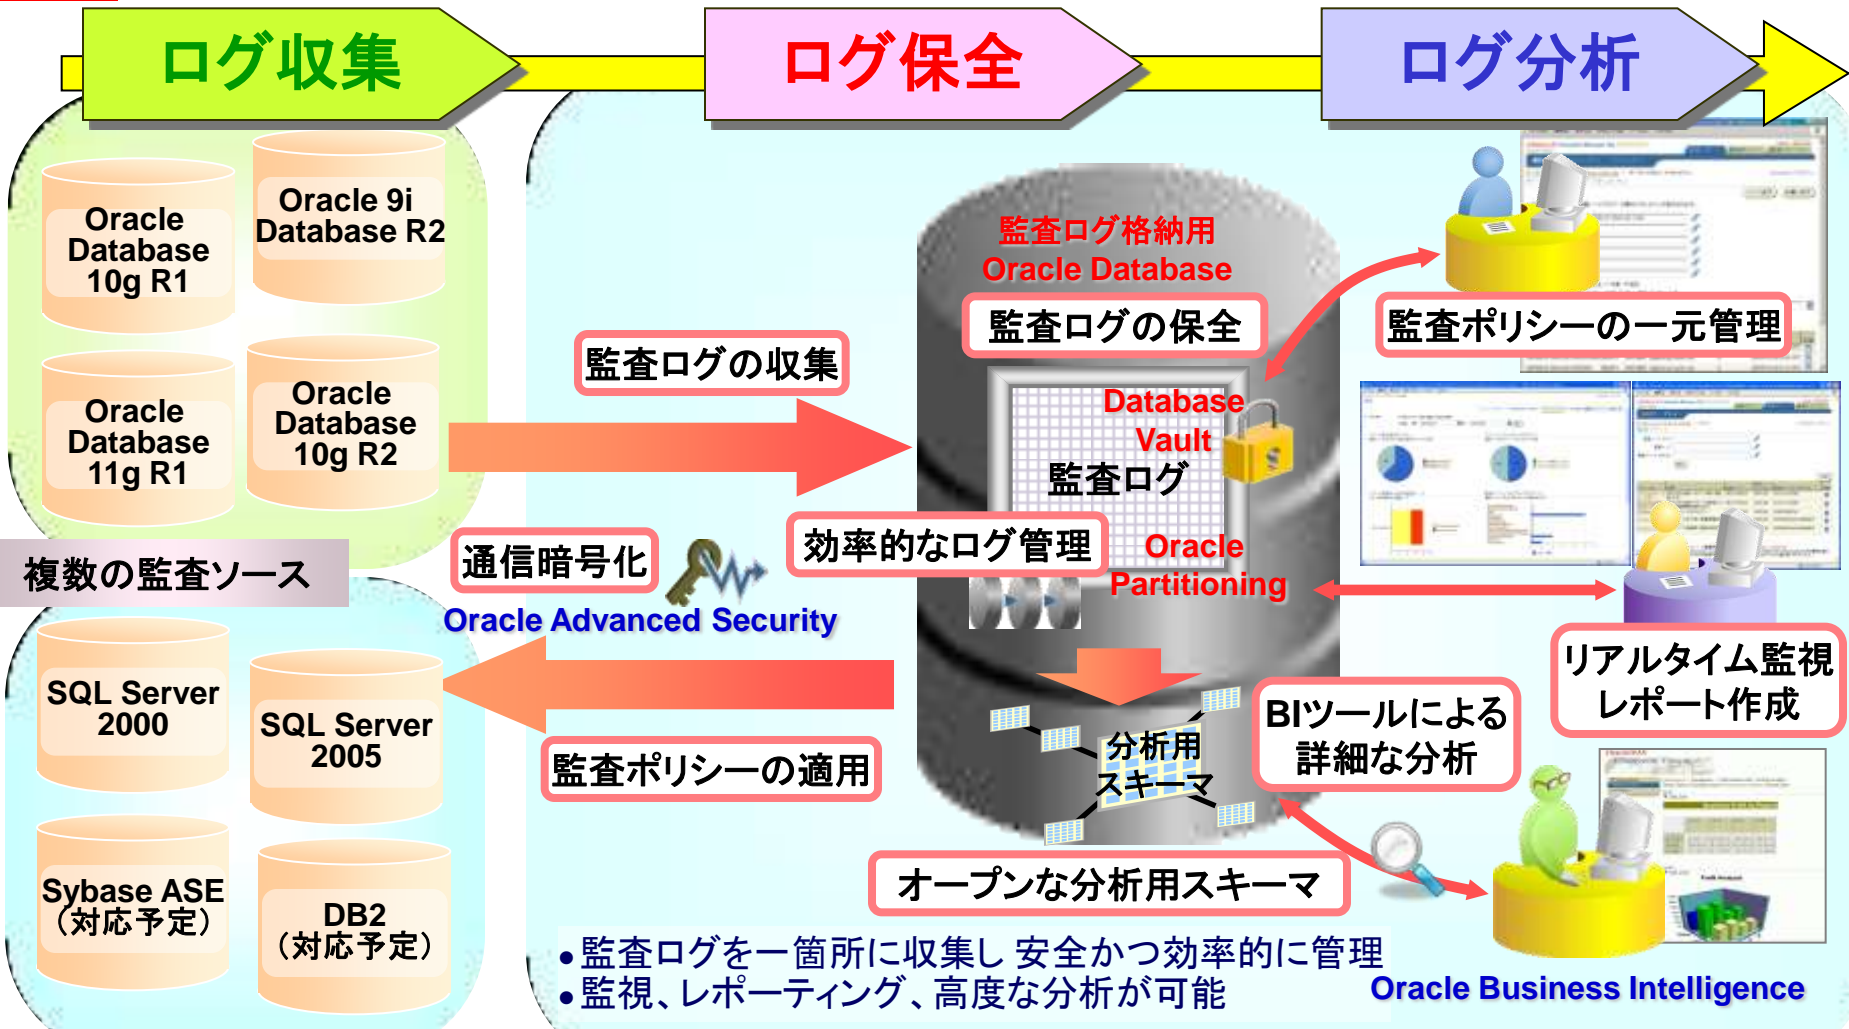 ログ収集
ログ保全
ログ分析
Oracle
Database
10g R1
Oracle 9i
Database R2
Oracle
Database
11g R1
Oracle
Database
10g R2
複数の監査ソース
SQL Server
2000
SQL Server
2005
Sybase ASE
（対応予定）
DB2
（対応予定）
監査ログの収集
通信暗号化
Oracle Advanced Security
監査ポリシーの適用
監査ログ格納用
Oracle Database
監査ログの保全
Database
Vault
監査ログ
効率的なログ管理
Oracle
Partitioning
分析用
スキーマ
オープンな分析用スキーマ
監査ポリシーの一元管理
リアルタイム監視
レポート作成
BIツールによる
詳細な分析
Oracle Business Intelligence
●監査ログを一箇所に収集し 安全かつ効率的に管理
●監視、レポーティング、高度な分析が可能